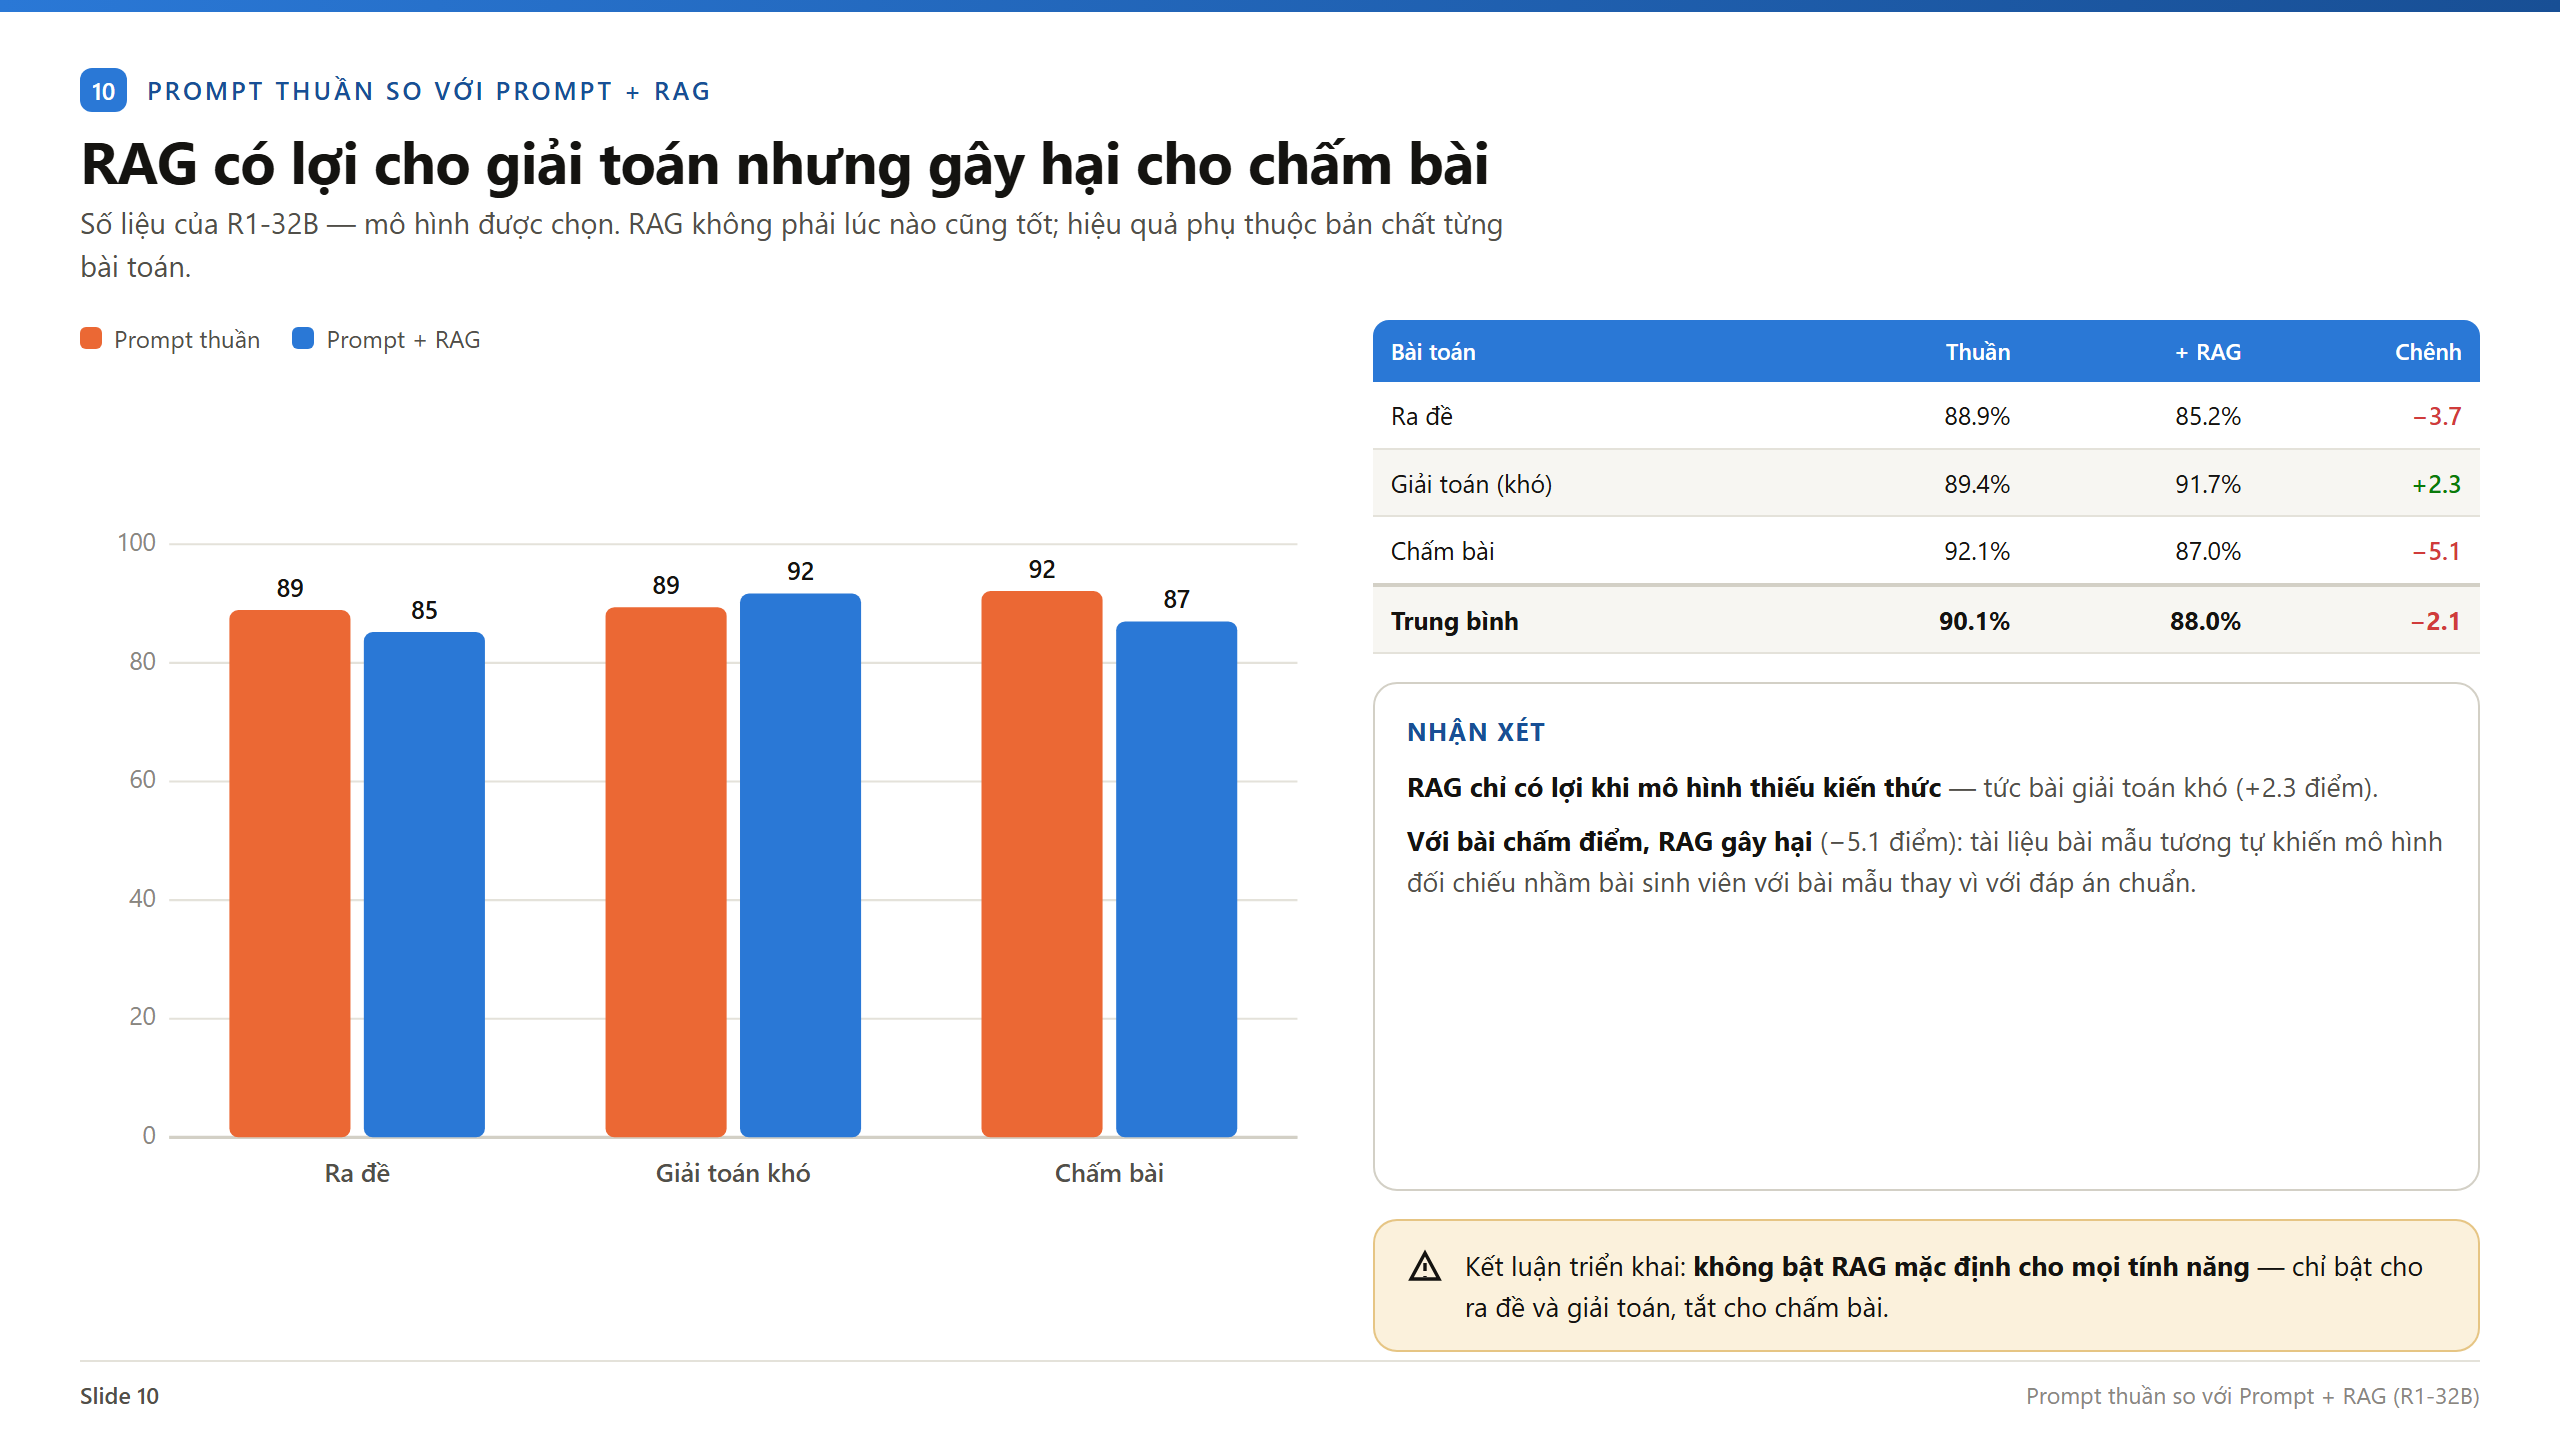 10 PROMPT THUẦN SO VỚI PROMPT + RAG
RAG có lợi cho giải toán nhưng gây hại cho chấm bài
Số liệu của R1-32B — mô hình được chọn. RAG không phải lúc nào cũng tốt; hiệu quả phụ thuộc bản chất từng
bài toán.
Prompt thuần Prompt + RAG
100
80
60
40
20
0
89 85 89 92 92 87
Ra đề Giải toán khó Chấm bài
Bài toán Thuần + RAG Chênh
Ra đề 88.9% 85.2% −3.7
Giải toán (khó) 89.4% 91.7% +2.3
Chấm bài 92.1% 87.0% −5.1
Trung bình 90.1% 88.0% −2.1
NHẬN XÉT
RAG chỉ có lợi khi mô hình thiếu kiến thức — tức bài giải toán khó (+2.3 điểm).
Với bài chấm điểm, RAG gây hại (−5.1 điểm): tài liệu bài mẫu tương tự khiến mô hình
đối chiếu nhầm bài sinh viên với bài mẫu thay vì với đáp án chuẩn.
Kết luận triển khai: không bật RAG mặc định cho mọi tính năng — chỉ bật cho
ra đề và giải toán, tắt cho chấm bài.
Slide 10
Prompt thuần so với Prompt + RAG (R1-32B)